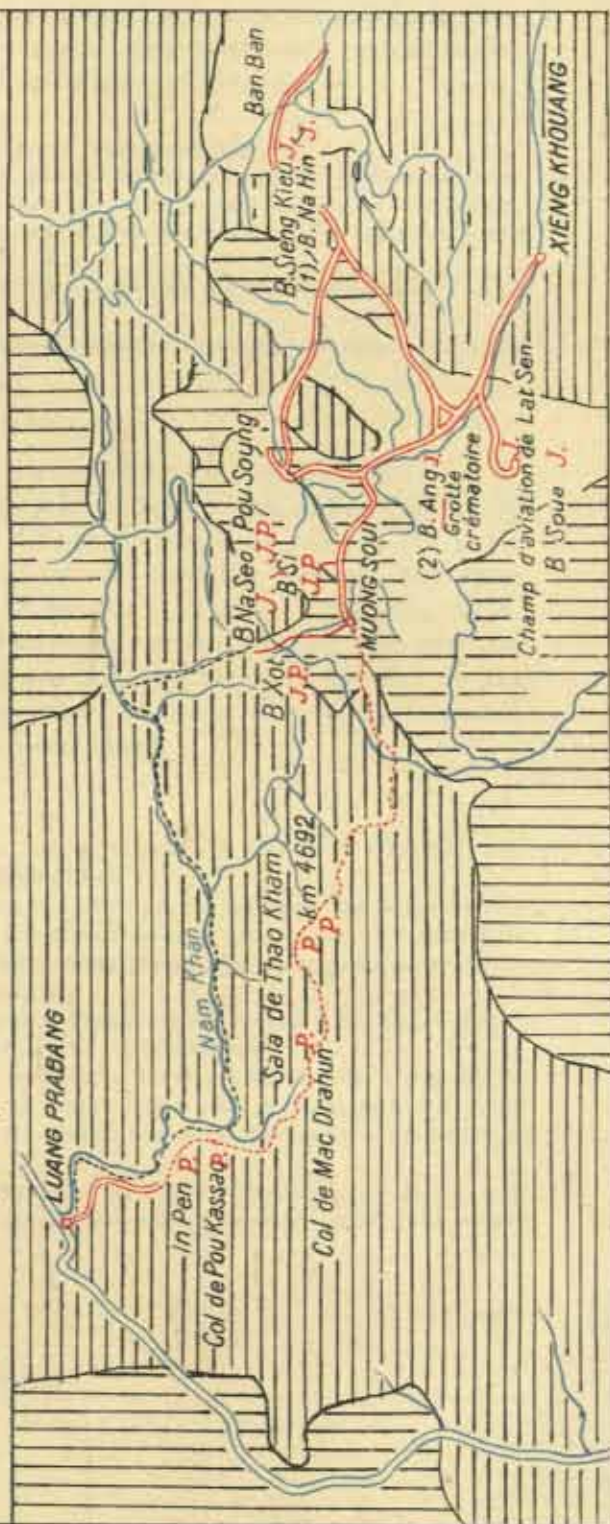 LUANG PRABANG
in Pen P.
Col de Pou Kassac P.
Nam Khan
Sala de Thao Kham
P.
km 4692
P.
P.
Col de Mac Drahun
B Xot
J.P.
B Na Seo
J.
Pou Soung
J.P.
B Si
J.P.
MUONG SOUI
Ban Ban
B. Sieng Kieu J.
(1) B. Na Hin J.
(2) B. Ang J.
Grotte
crématoire
Champ d'aviation de Lat Sen
B Soua J.
XIENG KHOUANG